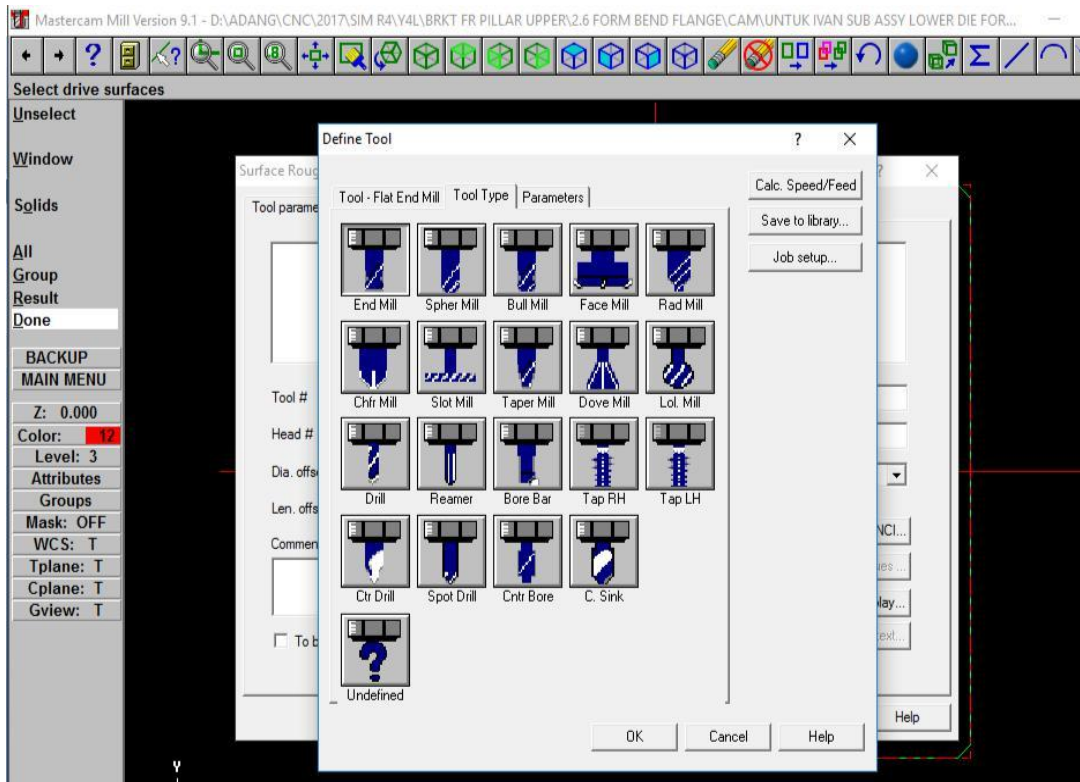 Mastercam Mill Version 9.1 - D:\ADANG\CNC\2017\SIM R4\Y4L\BRKT FR PILLAR UPPER\2.6 FORM BEND FLANGE\CAM\UNTUK IVAN SUB ASSY LOWER DIE FOR...
Select drive surfaces
Unselect
Window
Solids
All
Group
Result
Done
BACKUP
MAIN MENU
Z: 0.000
Color: 12
Level: 3
Attributes
Groups
Mask: OFF
WCS: T
Tplane: T
Cplane: T
Gview: T
Surface Roug
Tool parame
Tool #
Head #
Dia. offs
Len. offs
Commen
To b
NCI...
ues ...
lay...
text...
Help
Define Tool
Tool - Flat End Mill Tool Type Parameters
Calc. Speed/Feed
Save to library...
Job setup...
End Mill Spher Mill Bull Mill Face Mill Rad Mill
Chfr Mill Slot Mill Taper Mill Dove Mill Lol. Mill
Drill Reamer Bore Bar Tap RH Tap LH
Ctr Drill Spot Drill Cntr Bore C. Sink
Undefined
OK Cancel Help
Y